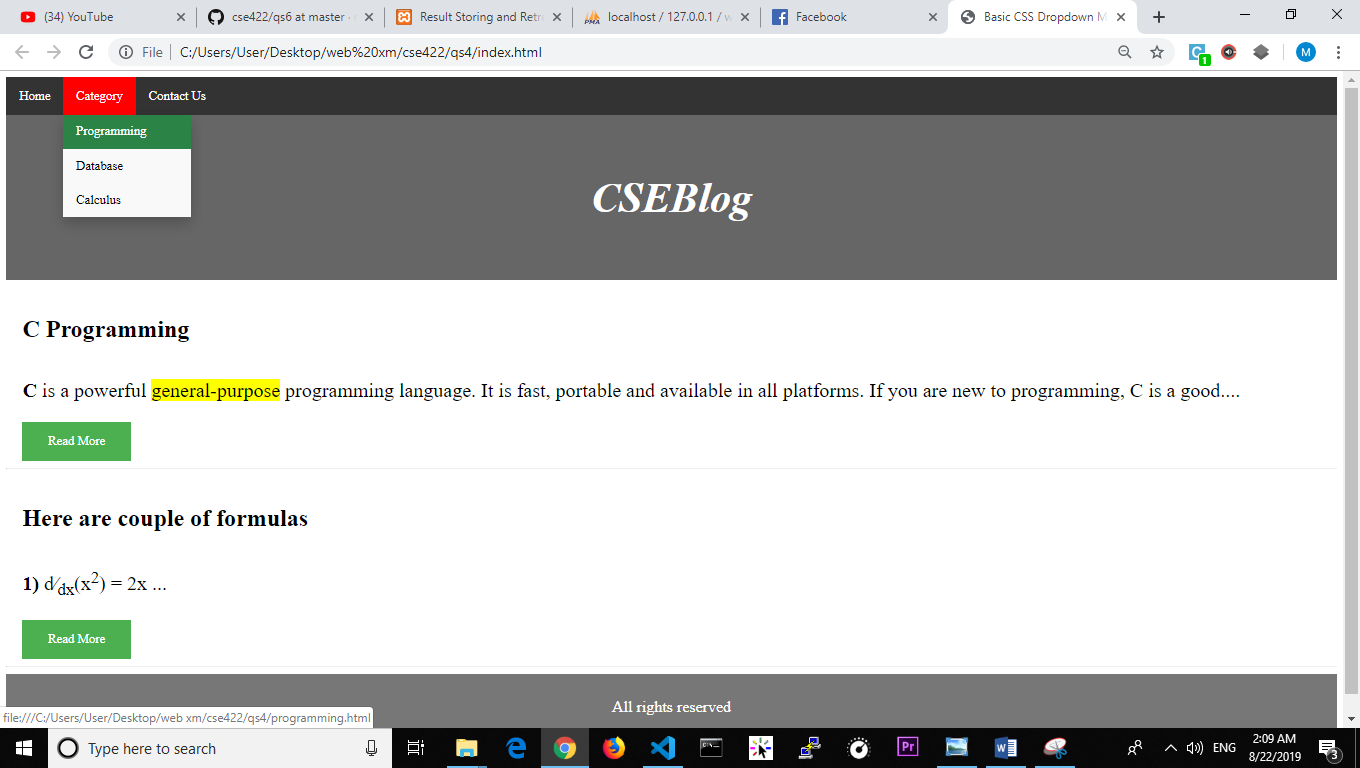 (34) YouTube
cse422/qs6 at master ·
Result Storing and Retr
localhost / 127.0.0.1 / w
Facebook
Basic CSS Dropdown M
File
C:/Users/User/Desktop/web%20xm/cse422/qs4/index.html
1
M
Home
Category
Contact Us
Programming
Database
Calculus
CSEBlog
C Programming
C is a powerful general-purpose programming language. It is fast, portable and available in all platforms. If you are new to programming, C is a good....
Read More
Here are couple of formulas
1) d⁄dx(x2) = 2x ...
Read More
All rights reserved
file:///C:/Users/User/Desktop/web xm/cse422/qs4/programming.html
Type here to search
Pr
ENG
2:09 AM
8/22/2019
3